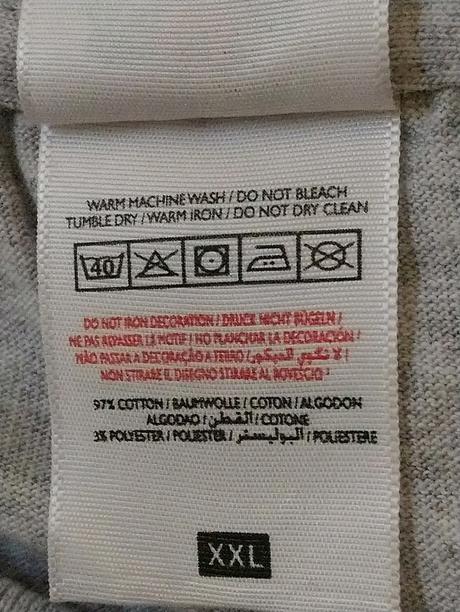 WARM MACHINE WASH / DO NOT BLEACH
TUMBLE DRY / WARM IRON / DO NOT DRY CLEAN
40
DO NOT IRON DECORATION / DRUCK NICHT BÜGELN /
NE PAS REPASSER LE MOTIF / NO PLANCHAR LA DECORACIÓN /
NÃO PASSAR A DECORAÇÃO A FERRO / لا تكوي الديكور /
NON STIRARE IL DISEGNO STIRARE AL ROVESCIO
97% COTTON / BAUMWOLLE / COTON / ALGODON
ALGODAO / القطن / COTONE
3% POLYESTER / POLIESTER / البوليستر / POLIESTERE
XXL